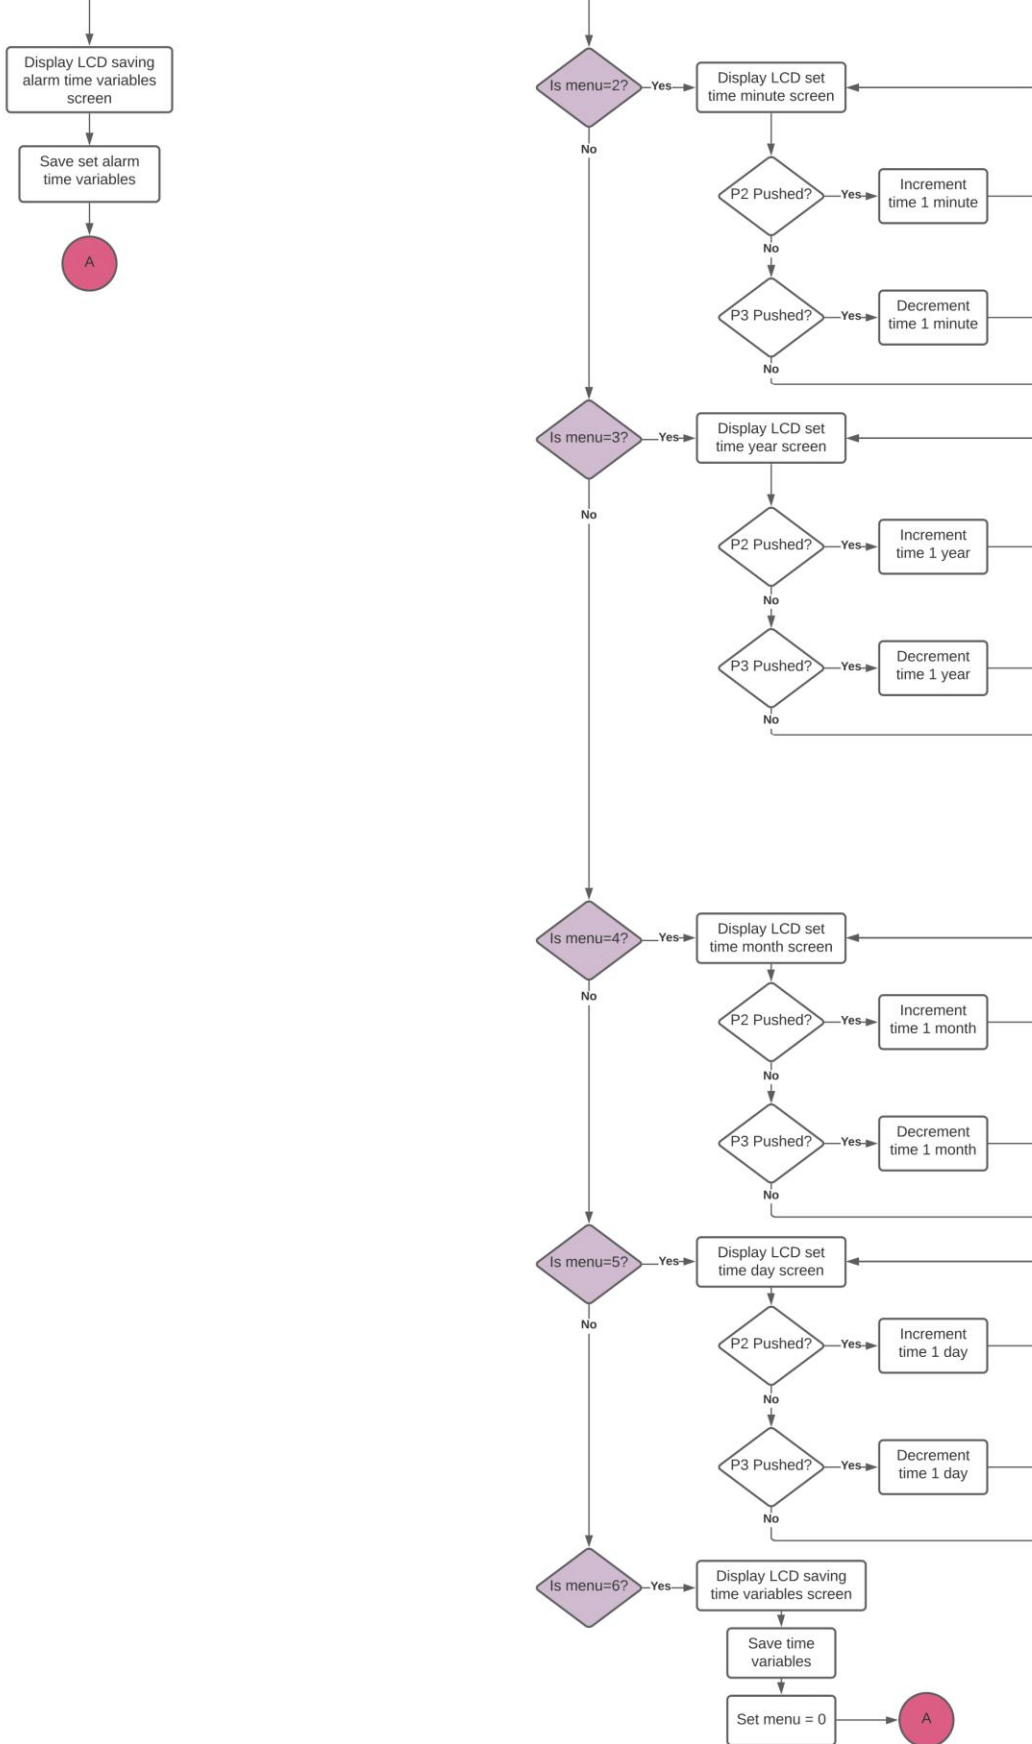 Display LCD saving
alarm time variables
screen
Save set alarm
time variables
A
Is menu=2?
Yes
Display LCD set
time minute screen
No
P2 Pushed?
Yes
Increment
time 1 minute
No
P3 Pushed?
Yes
Decrement
time 1 minute
No
Is menu=3?
Yes
Display LCD set
time year screen
No
P2 Pushed?
Yes
Increment
time 1 year
No
P3 Pushed?
Yes
Decrement
time 1 year
No
Is menu=4?
Yes
Display LCD set
time month screen
No
P2 Pushed?
Yes
Increment
time 1 month
No
P3 Pushed?
Yes
Decrement
time 1 month
No
Is menu=5?
Yes
Display LCD set
time day screen
No
P2 Pushed?
Yes
Increment
time 1 day
No
P3 Pushed?
Yes
Decrement
time 1 day
No
Is menu=6?
Yes
Display LCD saving
time variables screen
Save time
variables
Set menu = 0
A